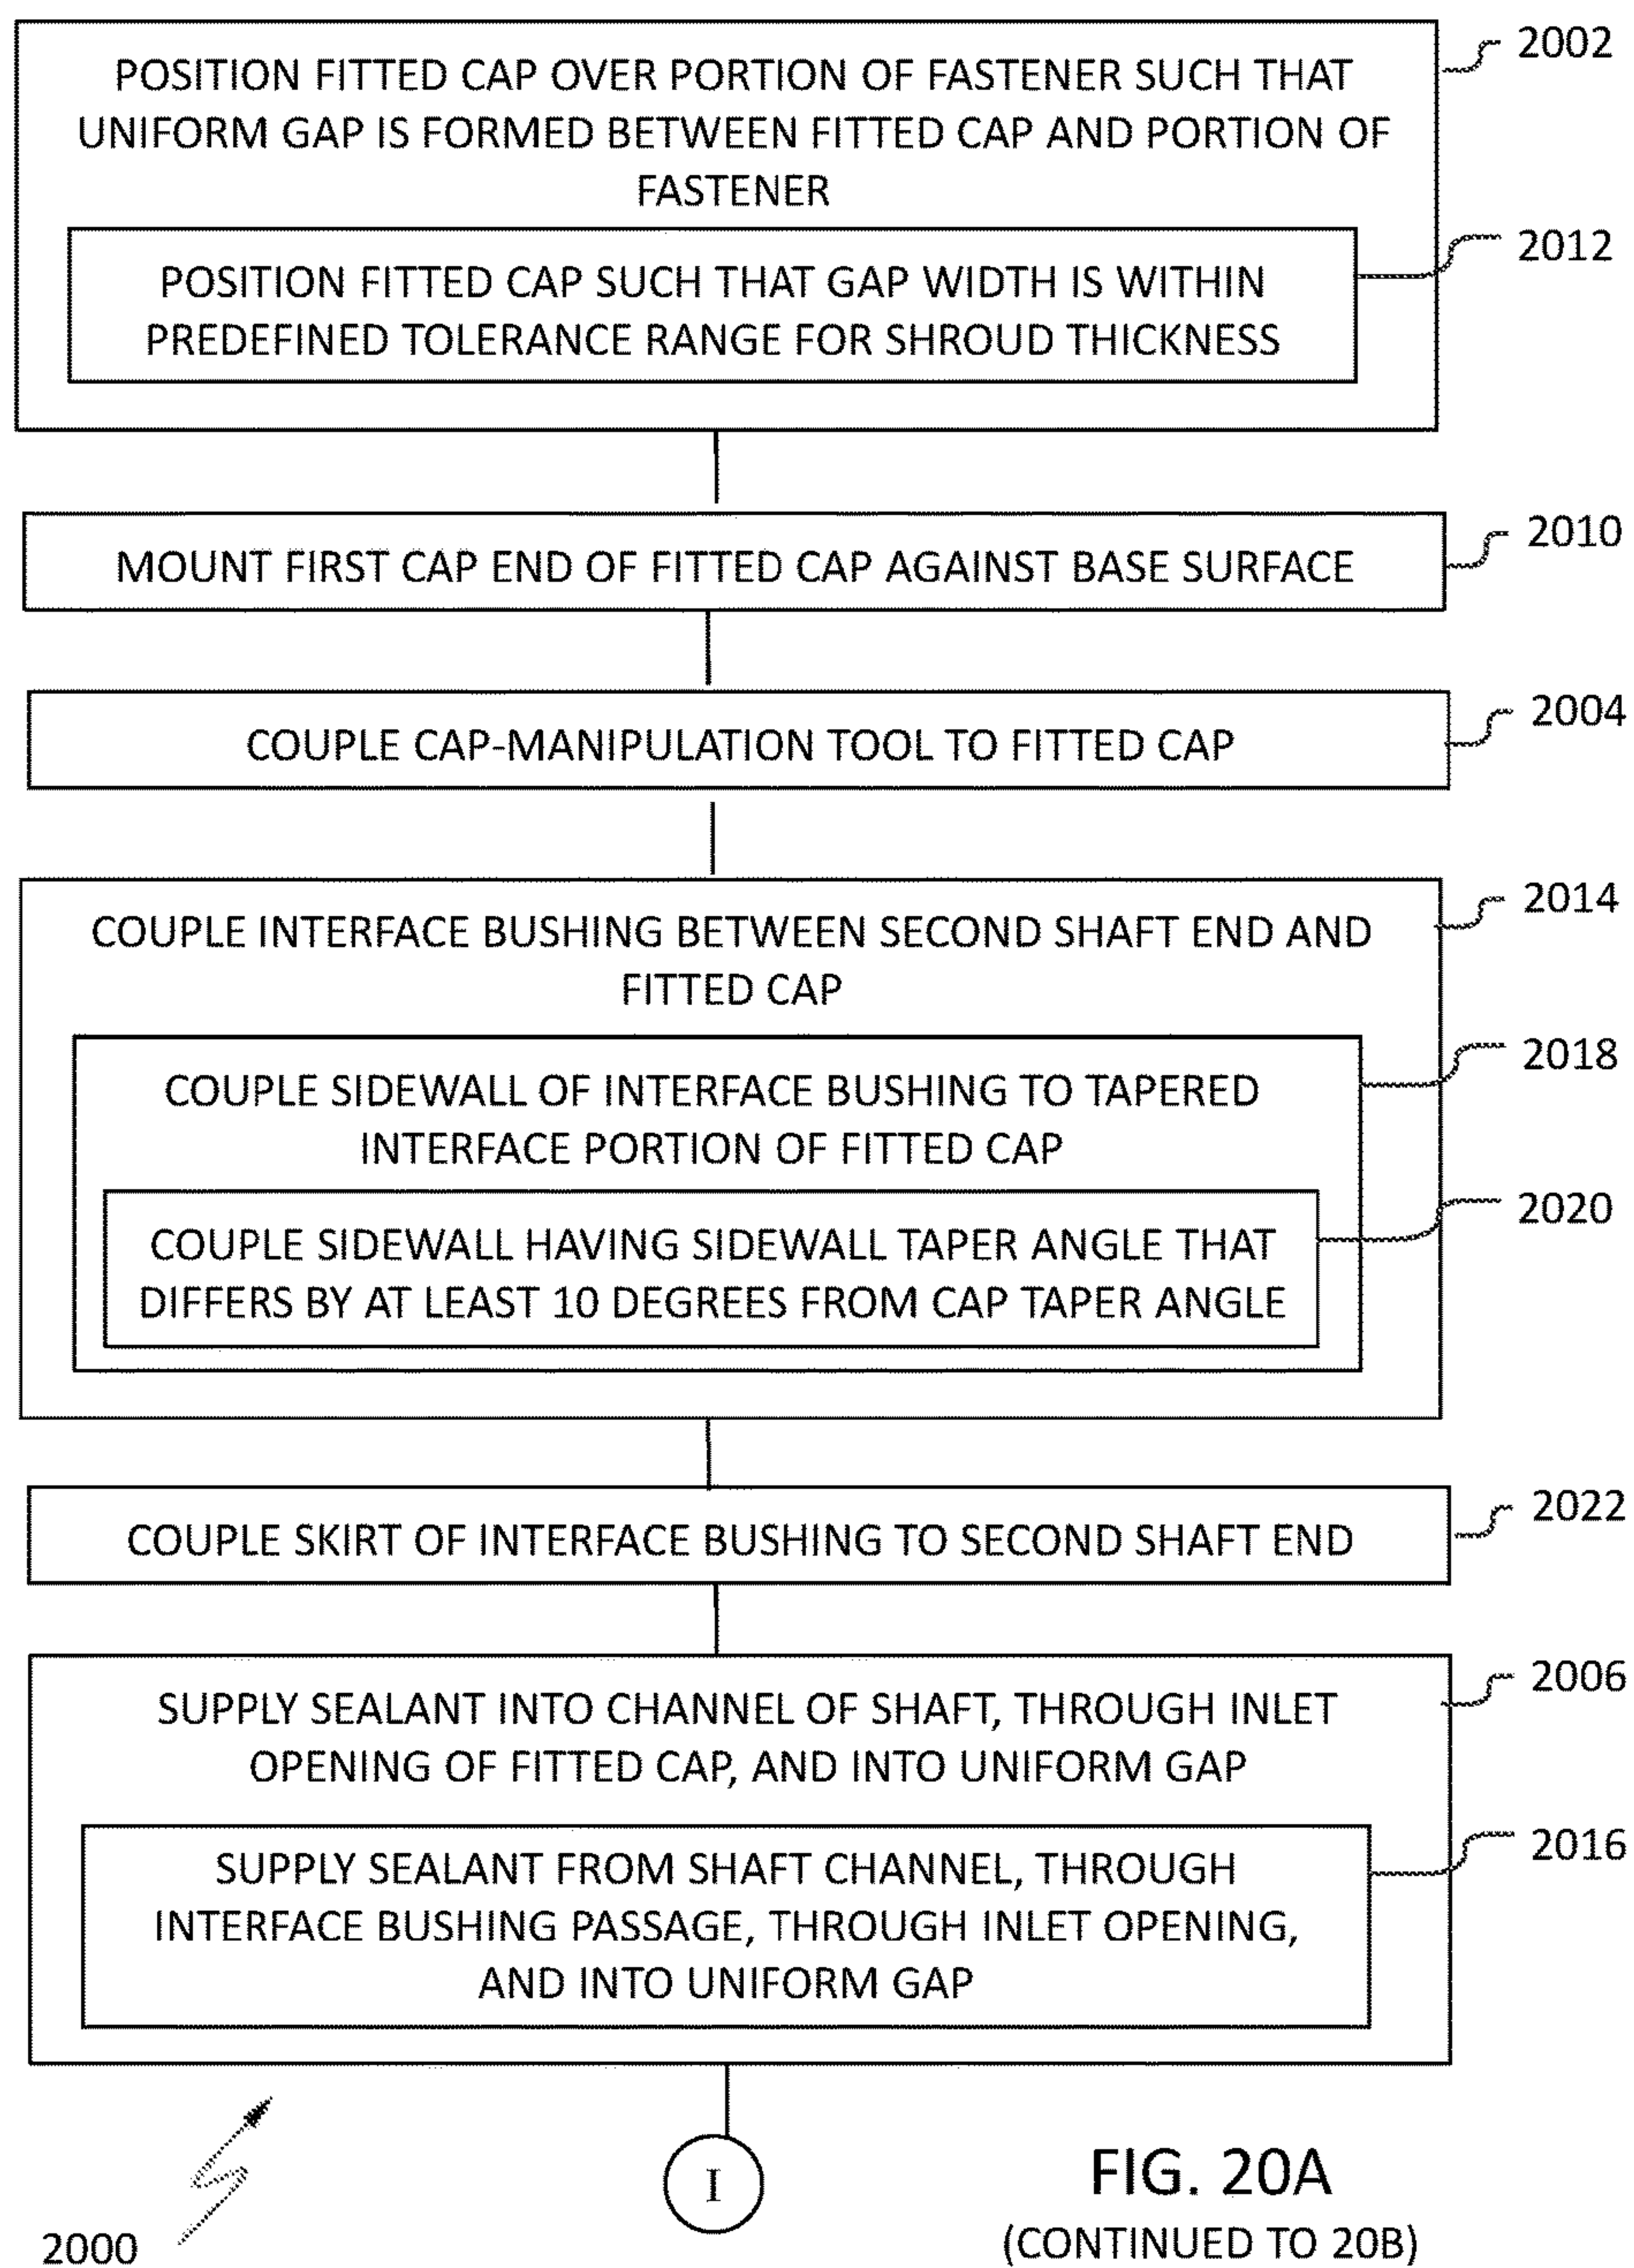 2002
POSITION FITTED CAP OVER PORTION OF FASTENER SUCH THAT
UNIFORM GAP IS FORMED BETWEEN FITTED CAP AND PORTION OF
FASTENER
2012
POSITION FITTED CAP SUCH THAT GAP WIDTH IS WITHIN
PREDEFINED TOLERANCE RANGE FOR SHROUD THICKNESS
2010
MOUNT FIRST CAP END OF FITTED CAP AGAINST BASE SURFACE
2004
COUPLE CAP-MANIPULATION TOOL TO FITTED CAP
2014
COUPLE INTERFACE BUSHING BETWEEN SECOND SHAFT END AND
FITTED CAP
2018
COUPLE SIDEWALL OF INTERFACE BUSHING TO TAPERED
INTERFACE PORTION OF FITTED CAP
2020
COUPLE SIDEWALL HAVING SIDEWALL TAPER ANGLE THAT
DIFFERS BY AT LEAST 10 DEGREES FROM CAP TAPER ANGLE
2022
COUPLE SKIRT OF INTERFACE BUSHING TO SECOND SHAFT END
2006
SUPPLY SEALANT INTO CHANNEL OF SHAFT, THROUGH INLET
OPENING OF FITTED CAP, AND INTO UNIFORM GAP
2016
SUPPLY SEALANT FROM SHAFT CHANNEL, THROUGH
INTERFACE BUSHING PASSAGE, THROUGH INLET OPENING,
AND INTO UNIFORM GAP
I
2000
FIG. 20A
(CONTINUED TO 20B)